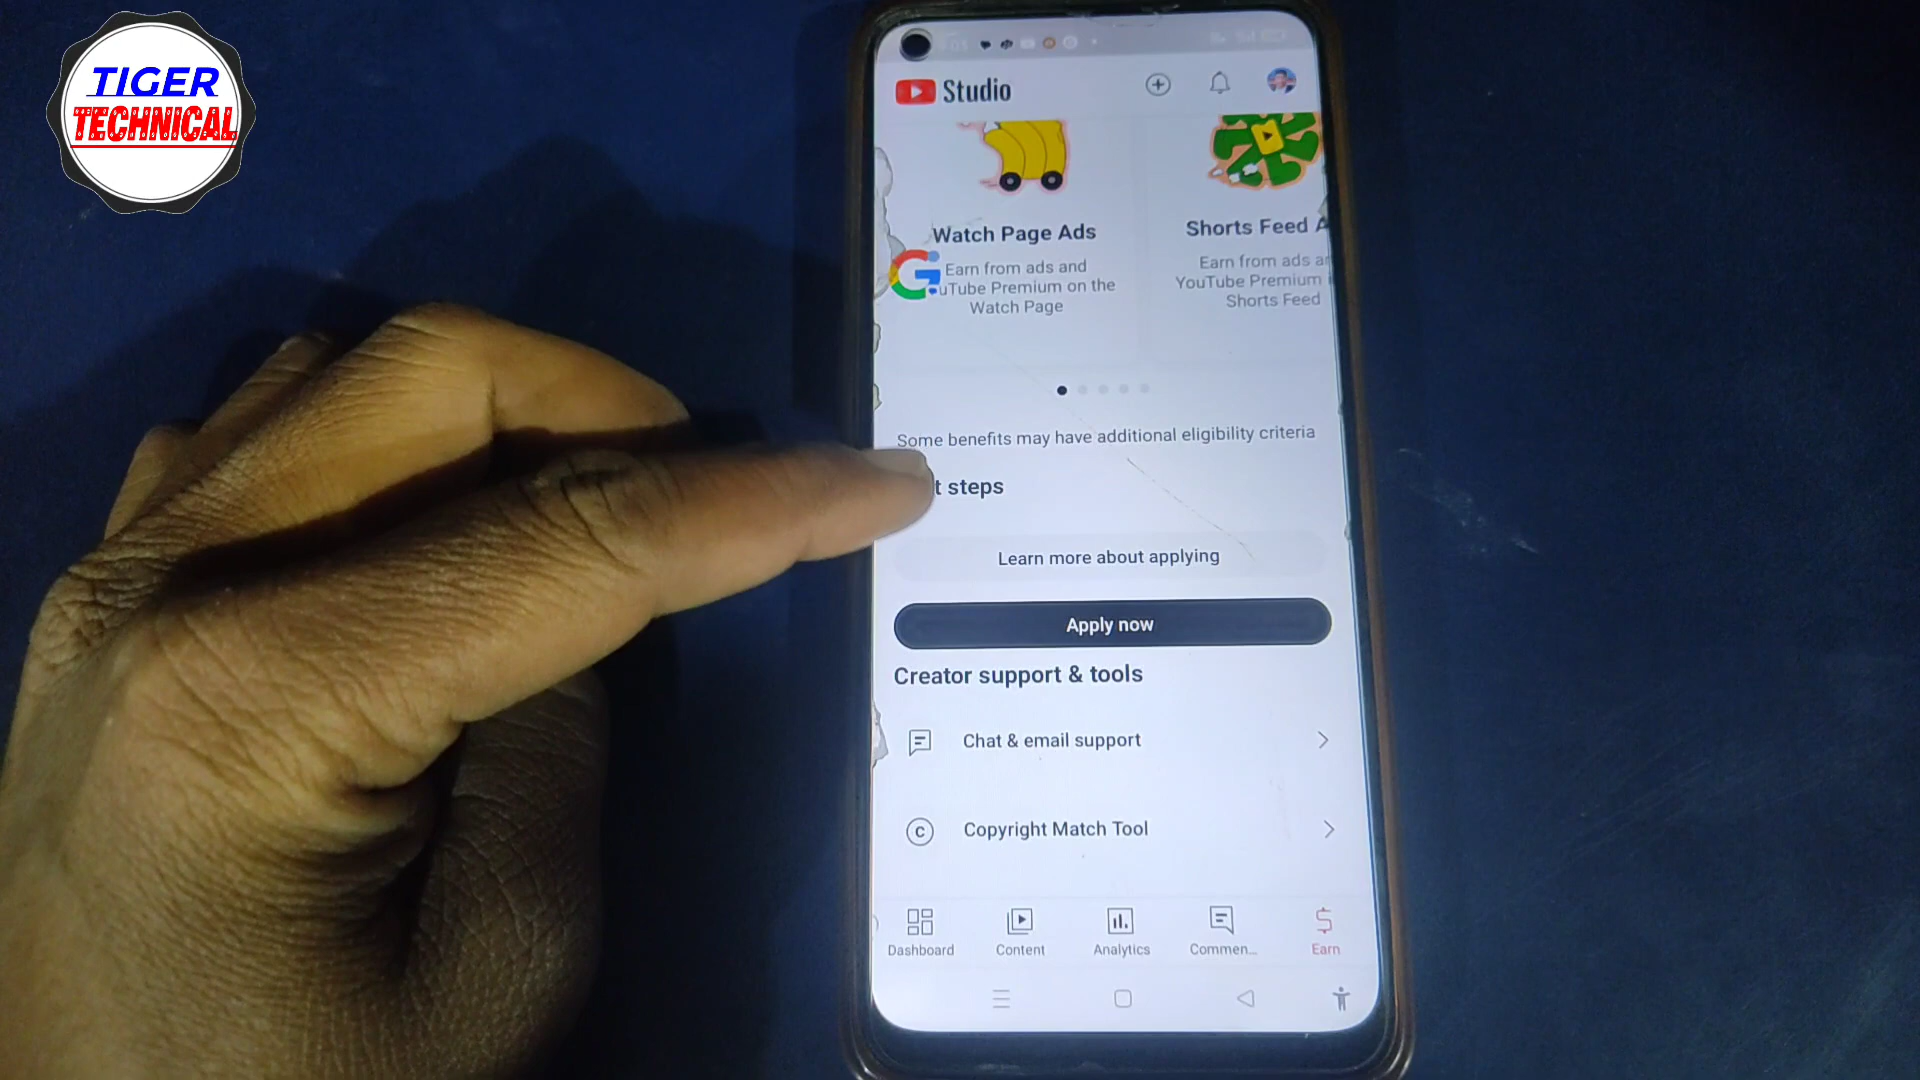 TIGER
TECHNICAL
Studio
Watch Page Ads
Earn from ads and
uTube Premium on the
Watch Page
Shorts Feed A
Earn from ads a
YouTube Premium
Shorts Feed
Some benefits may have additional eligibility criteria
t steps
Learn more about applying
Apply now
Creator support & tools
Chat & email support
Copyright Match Tool
Dashboard
Content
Analytics
Commen...
Earn